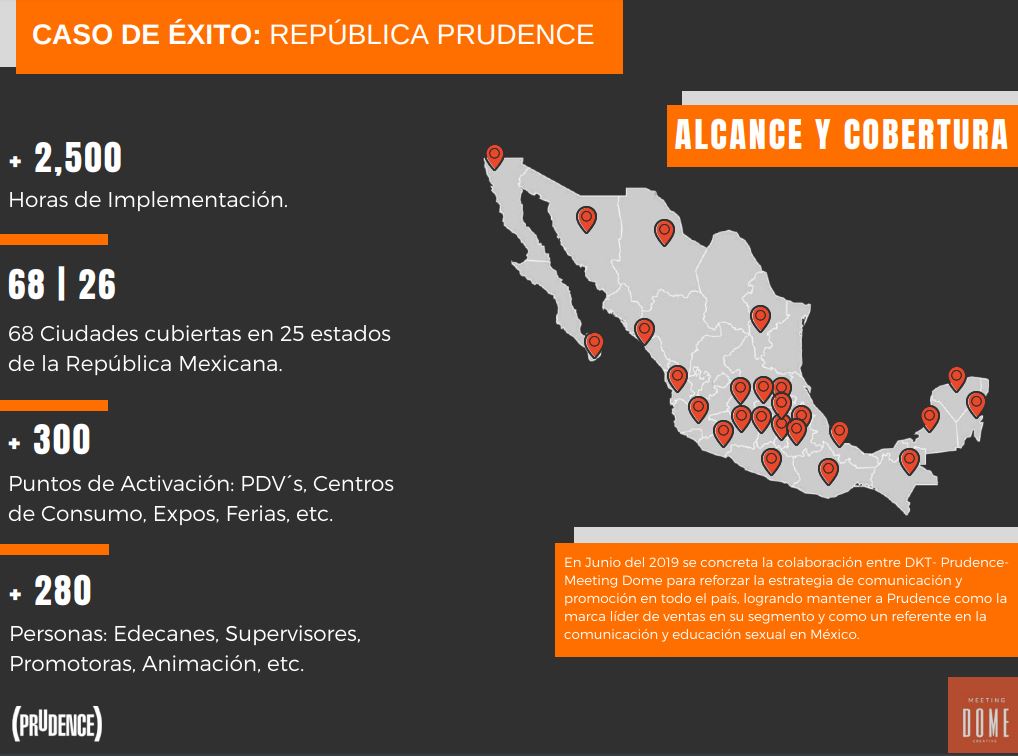 CASO DE ÉXITO: REPÚBLICA PRUDENCE
ALCANCE Y COBERTURA
+ 2,500
Horas de Implementación.
68 | 26
68 Ciudades cubiertas en 25 estados
de la República Mexicana.
+ 300
Puntos de Activación: PDV´s, Centros
de Consumo, Expos, Ferias, etc.
+ 280
Personas: Edecanes, Supervisores,
Promotoras, Animación, etc.
En Junio del 2019 se concreta la colaboración entre DKT- Prudence-
Meeting Dome para reforzar la estrategia de comunicación y
promoción en todo el país, logrando mantener a Prudence como la
marca líder de ventas en su segmento y como un referente en la
comunicación y educación sexual en México.
(PRUDENCE)
MEETING
DOME
CREATIVE